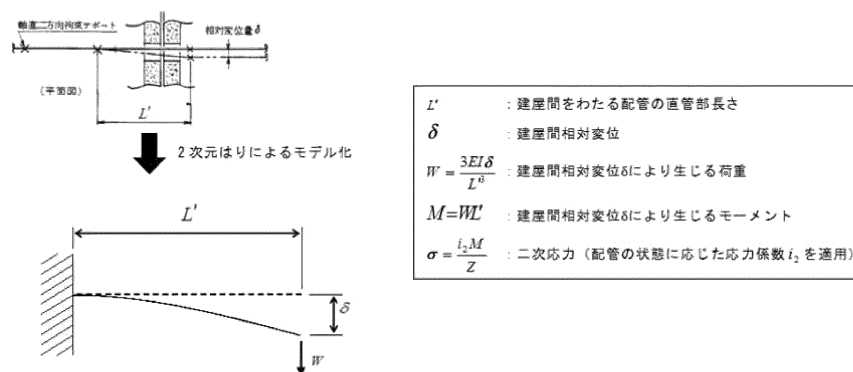 軸直二方向拘束サポート
相対変位量δ
(平面図)
L'
2次元はりによるモデル化
L'
δ
W
L' :建屋間をわたる配管の直管部長さ
δ :建屋間相対変位
W = 3EIδ / L'³ :建屋間相対変位δにより生じる荷重
M=WL' :建屋間相対変位δにより生じるモーメント
σ = i₂M / Z :二次応力(配管の状態に応じた応力係数 i₂ を適用)